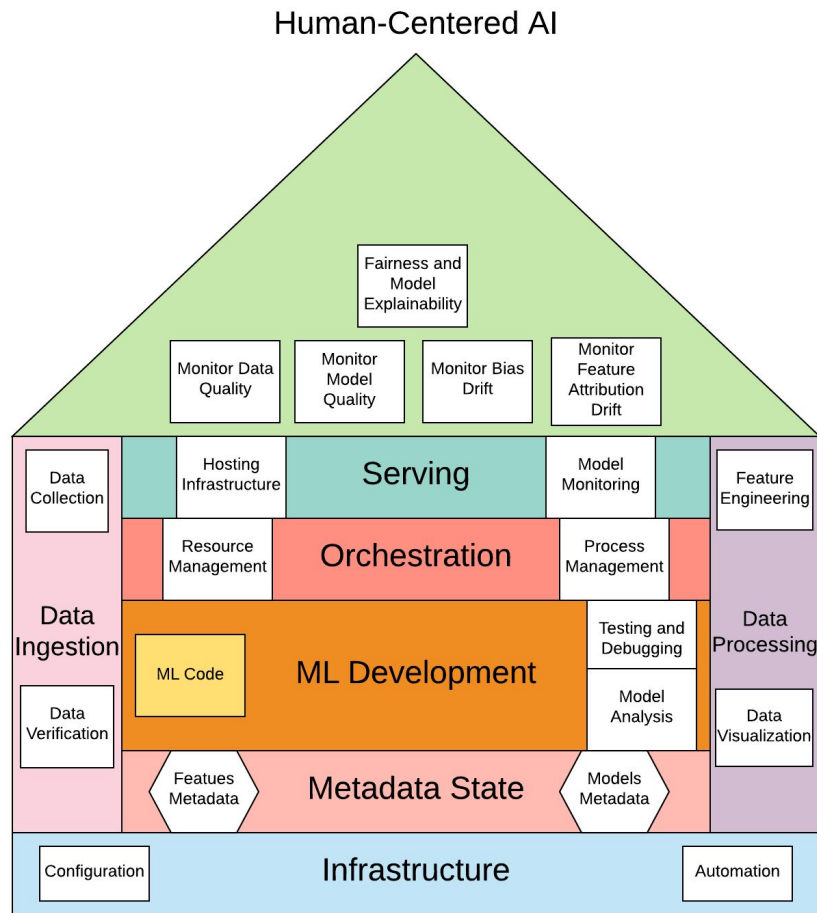 Human-Centered AI
Fairness and
Model
Explainability
Monitor Data
Quality
Monitor
Model
Quality
Monitor Bias
Drift
Monitor
Feature
Attribution
Drift
Data
Collection
Hosting
Infrastructure
Serving
Model
Monitoring
Feature
Engineering
Resource
Management
Orchestration
Process
Management
Data
Ingestion
ML Code
ML Development
Testing and
Debugging
Model
Analysis
Data
Processing
Data
Verification
Data
Visualization
Featues
Metadata
Metadata State
Models
Metadata
Configuration
Infrastructure
Automation